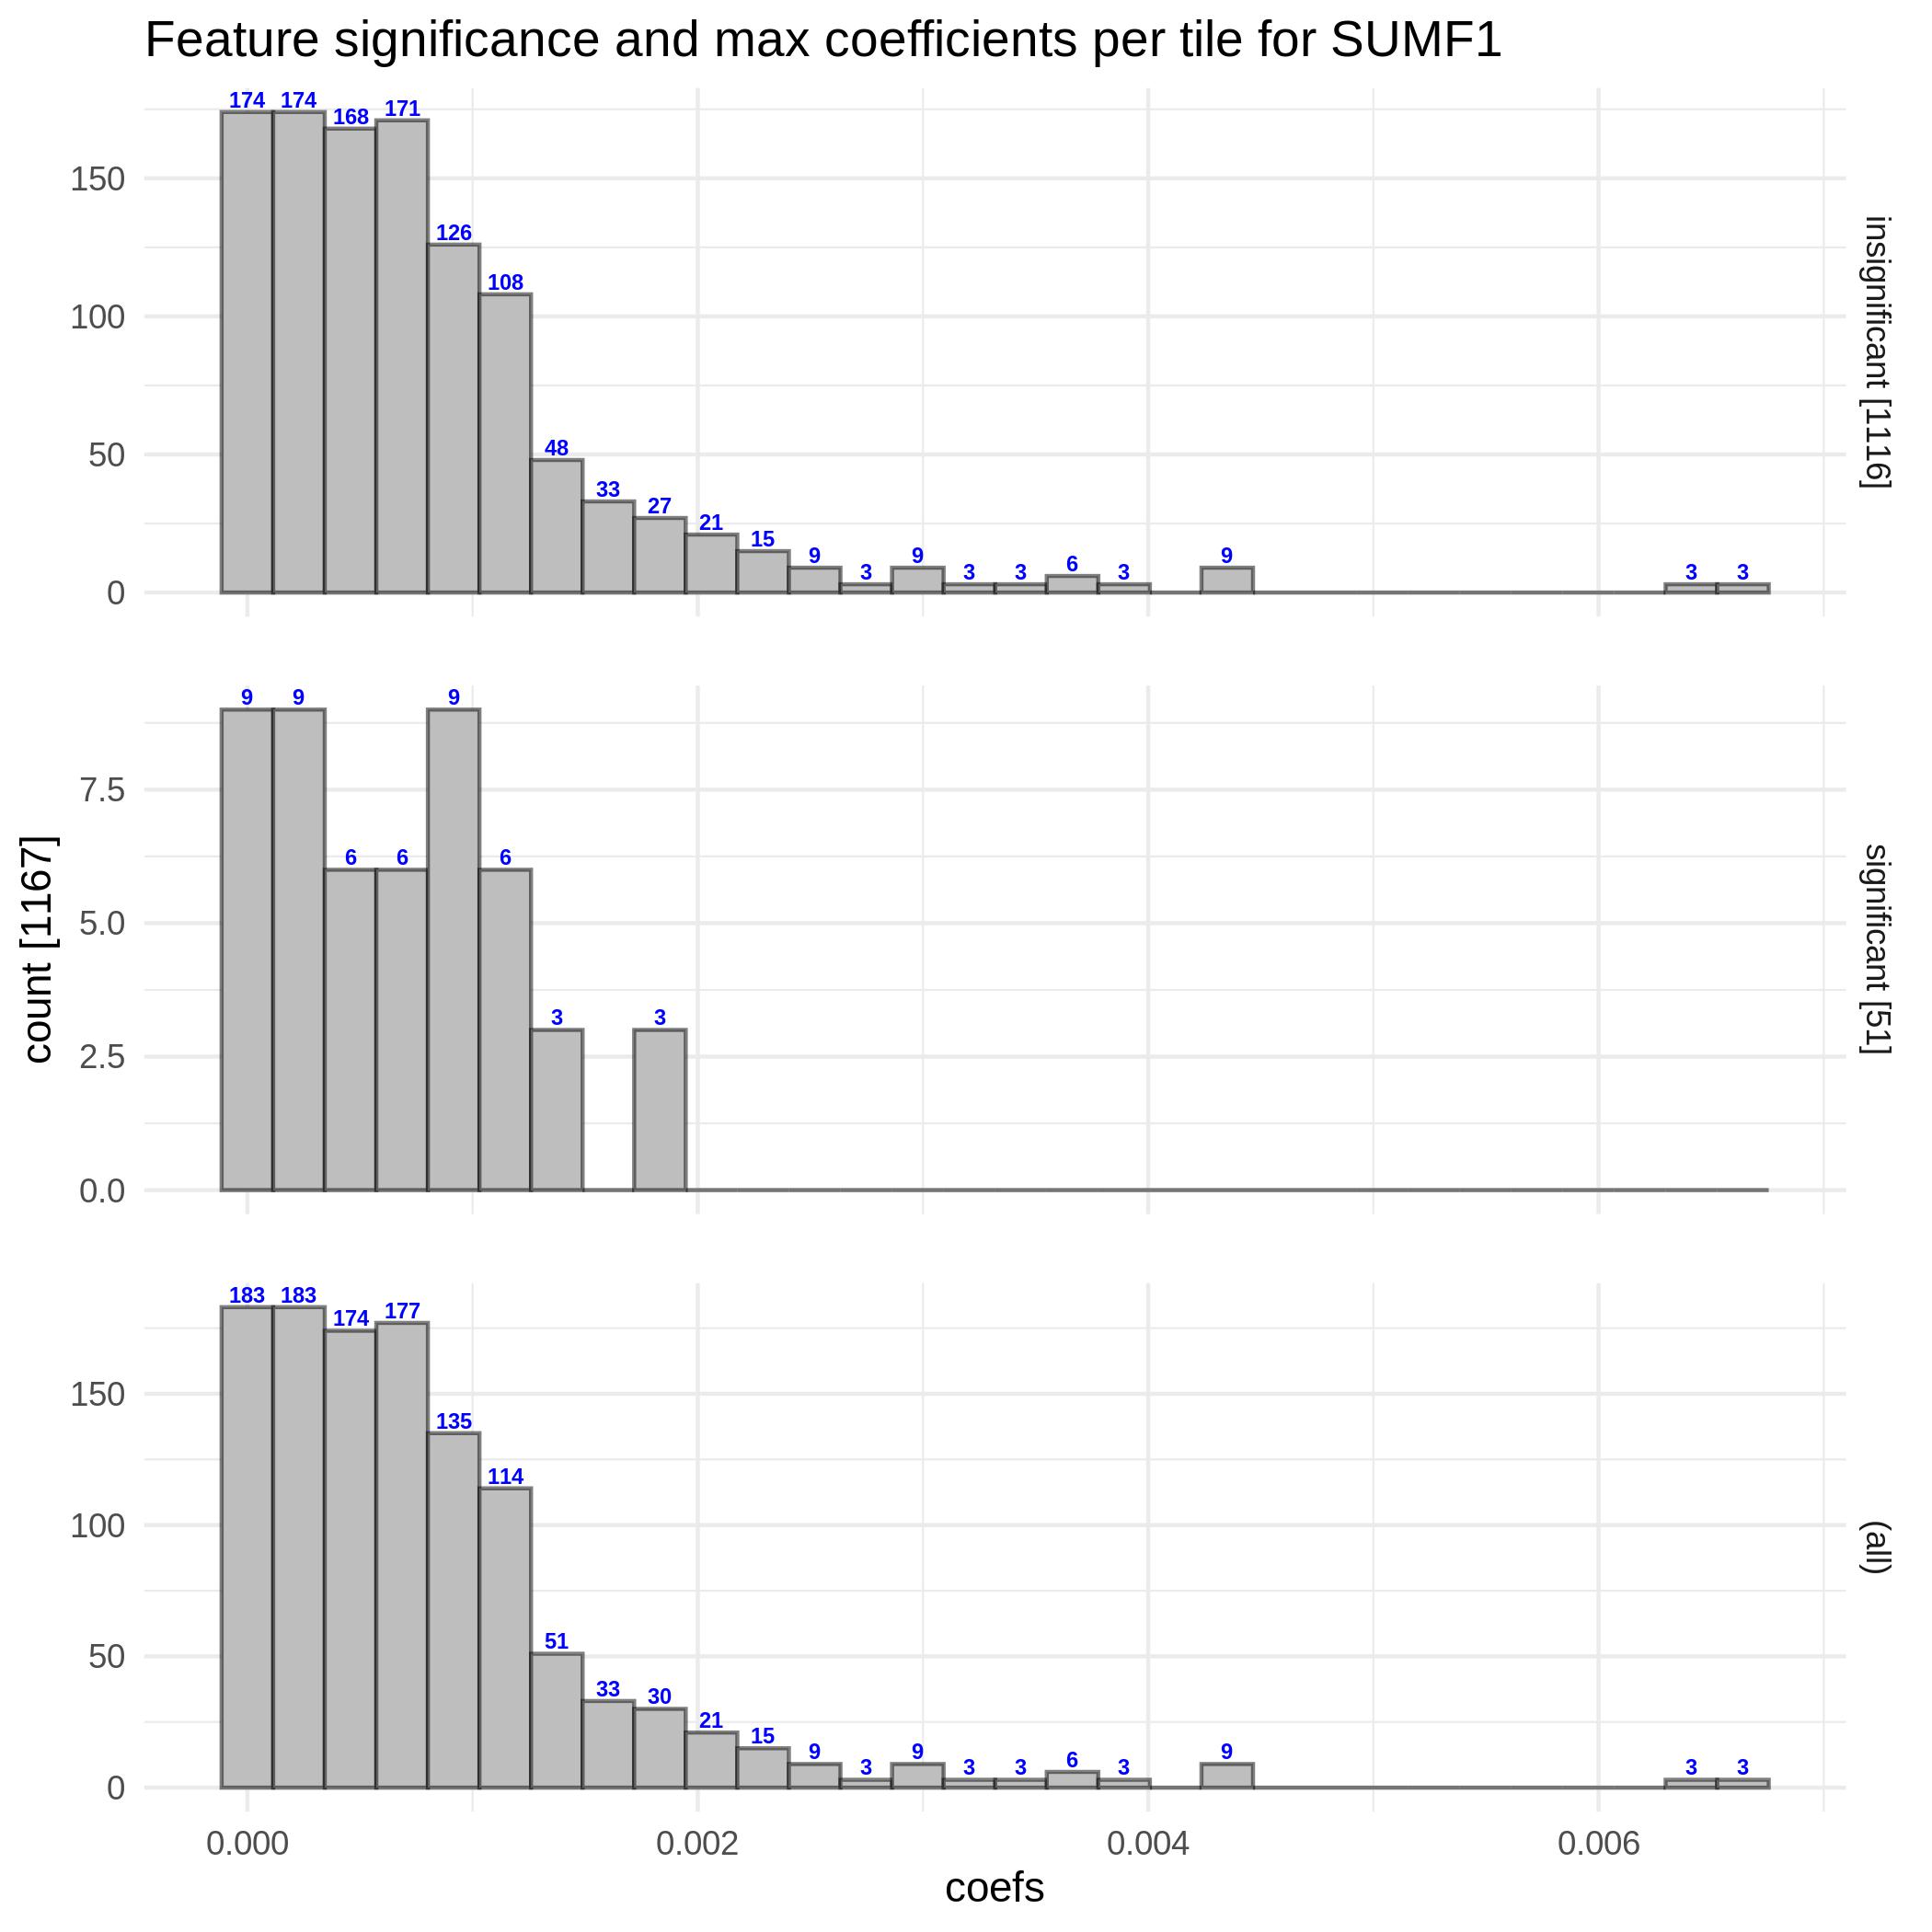 Feature significance and max coefficients per tile for SUMF1
174 174 168 171 126 108 48 33 27 21 15 9 3 9 3 3 6 3 9 3 3
150
100
50
0
insignificant [1116]
9 9 6 6 9 6 3 3
7.5
5.0
2.5
0.0
significant [51]
count [1167]
183 183 174 177 135 114 51 33 30 21 15 9 3 9 3 3 6 3 9 3 3
150
100
50
0
(all)
0.000 0.002 0.004 0.006
coefs